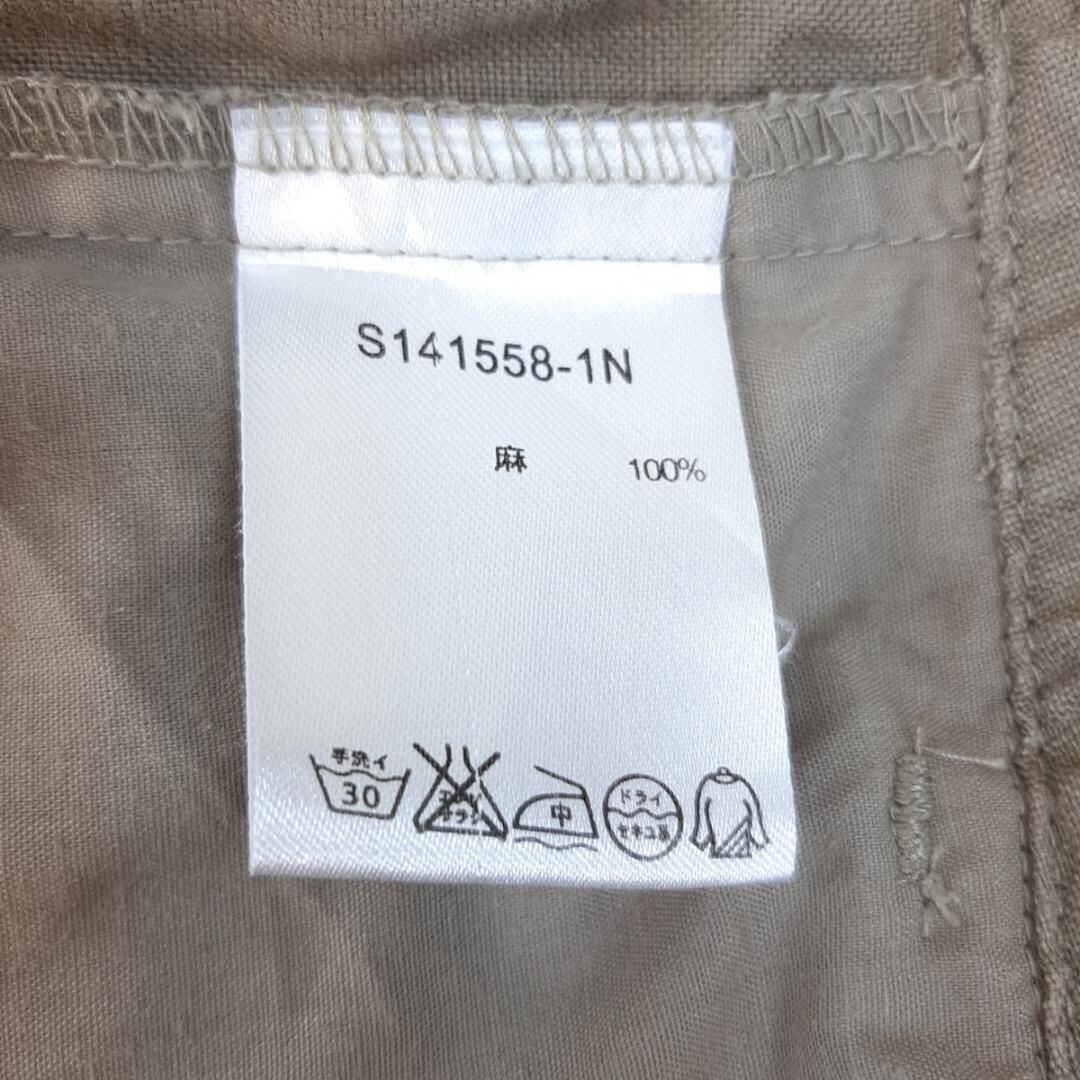 S141558-1N
麻 100%
手洗イ
30
エンソ
サラシ
中
ドライ
セキユ系